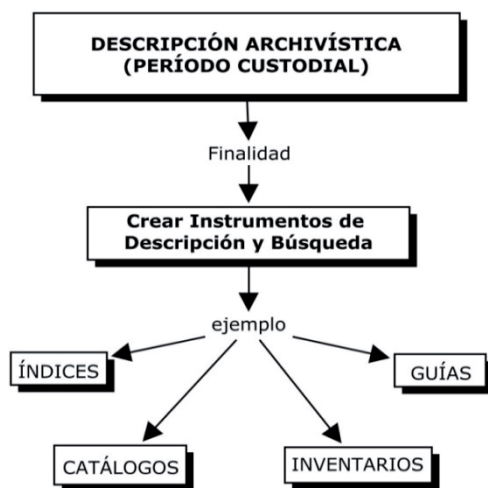 DESCRIPCIÓN ARCHIVÍSTICA
(PERÍODO CUSTODIAL)
Finalidad
Crear Instrumentos de
Descripción y Búsqueda
ejemplo
ÍNDICES
GUÍAS
CATÁLOGOS
INVENTARIOS